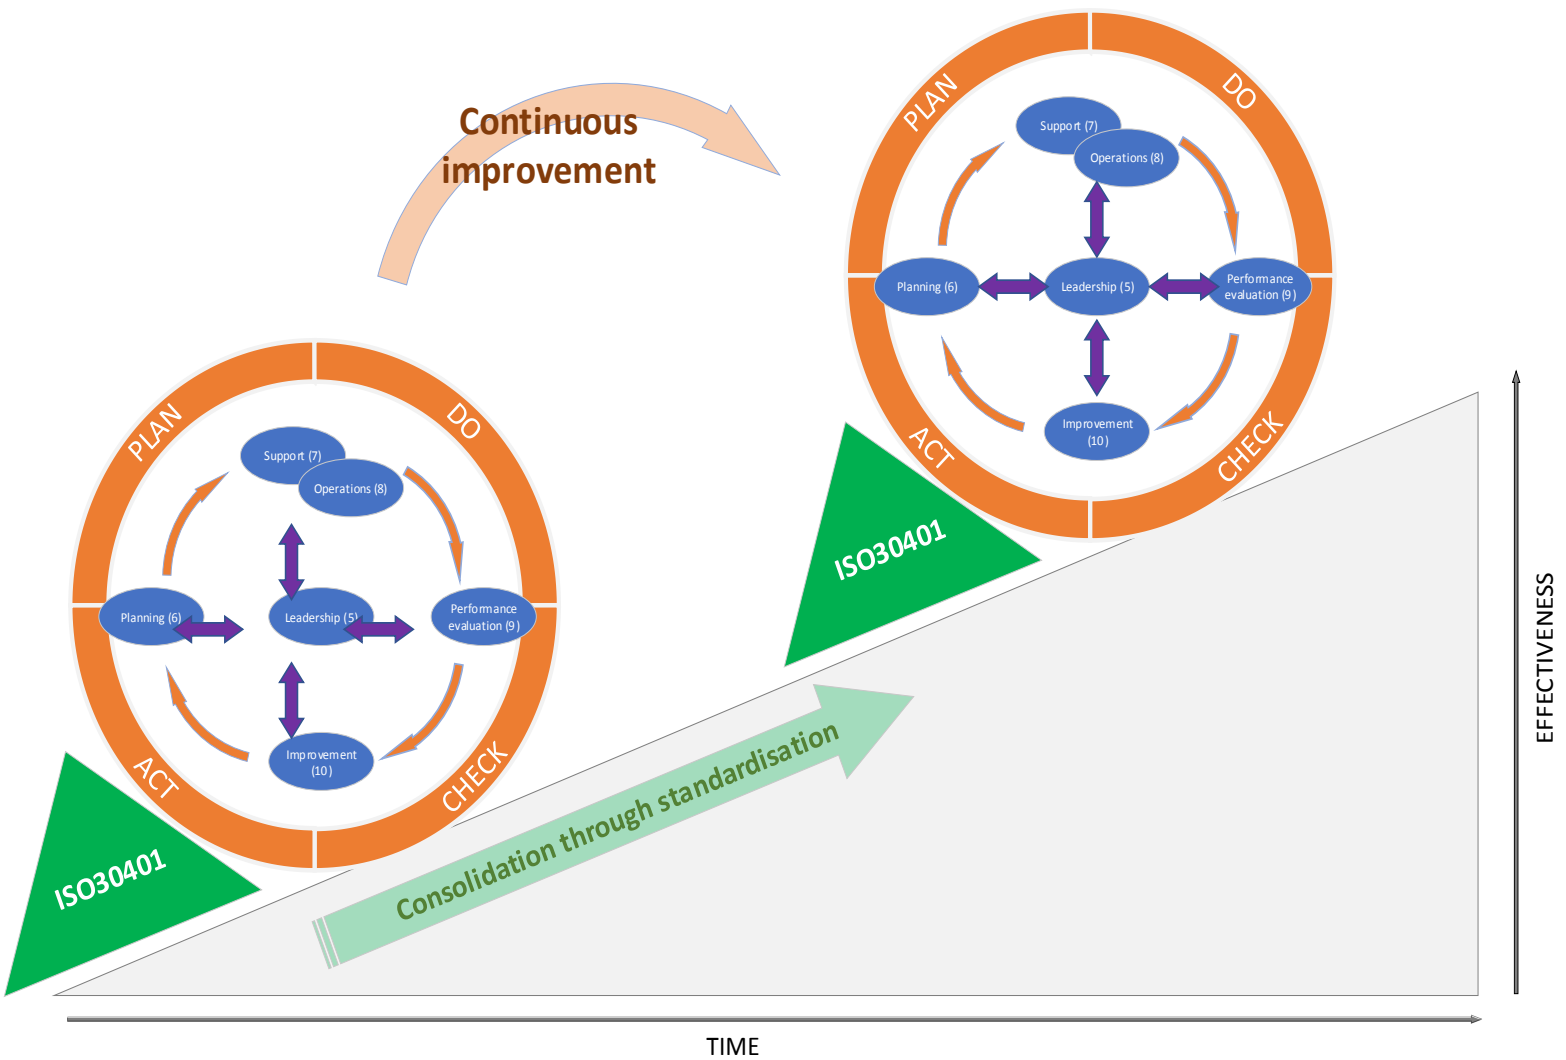 Continuous
improvement
PLAN
DO
Support (7)
Operations (8)
Planning (6)
Leadership (5)
Performance
evaluation (9)
Improvement
(10)
ACT
CHECK
ISO30401
PLAN
DO
Support (7)
Operations (8)
Planning (6)
Leadership (5)
Performance
evaluation (9)
Improvement
(10)
ACT
CHECK
ISO30401
Consolidation through standardisation
EFFECTIVENESS
TIME